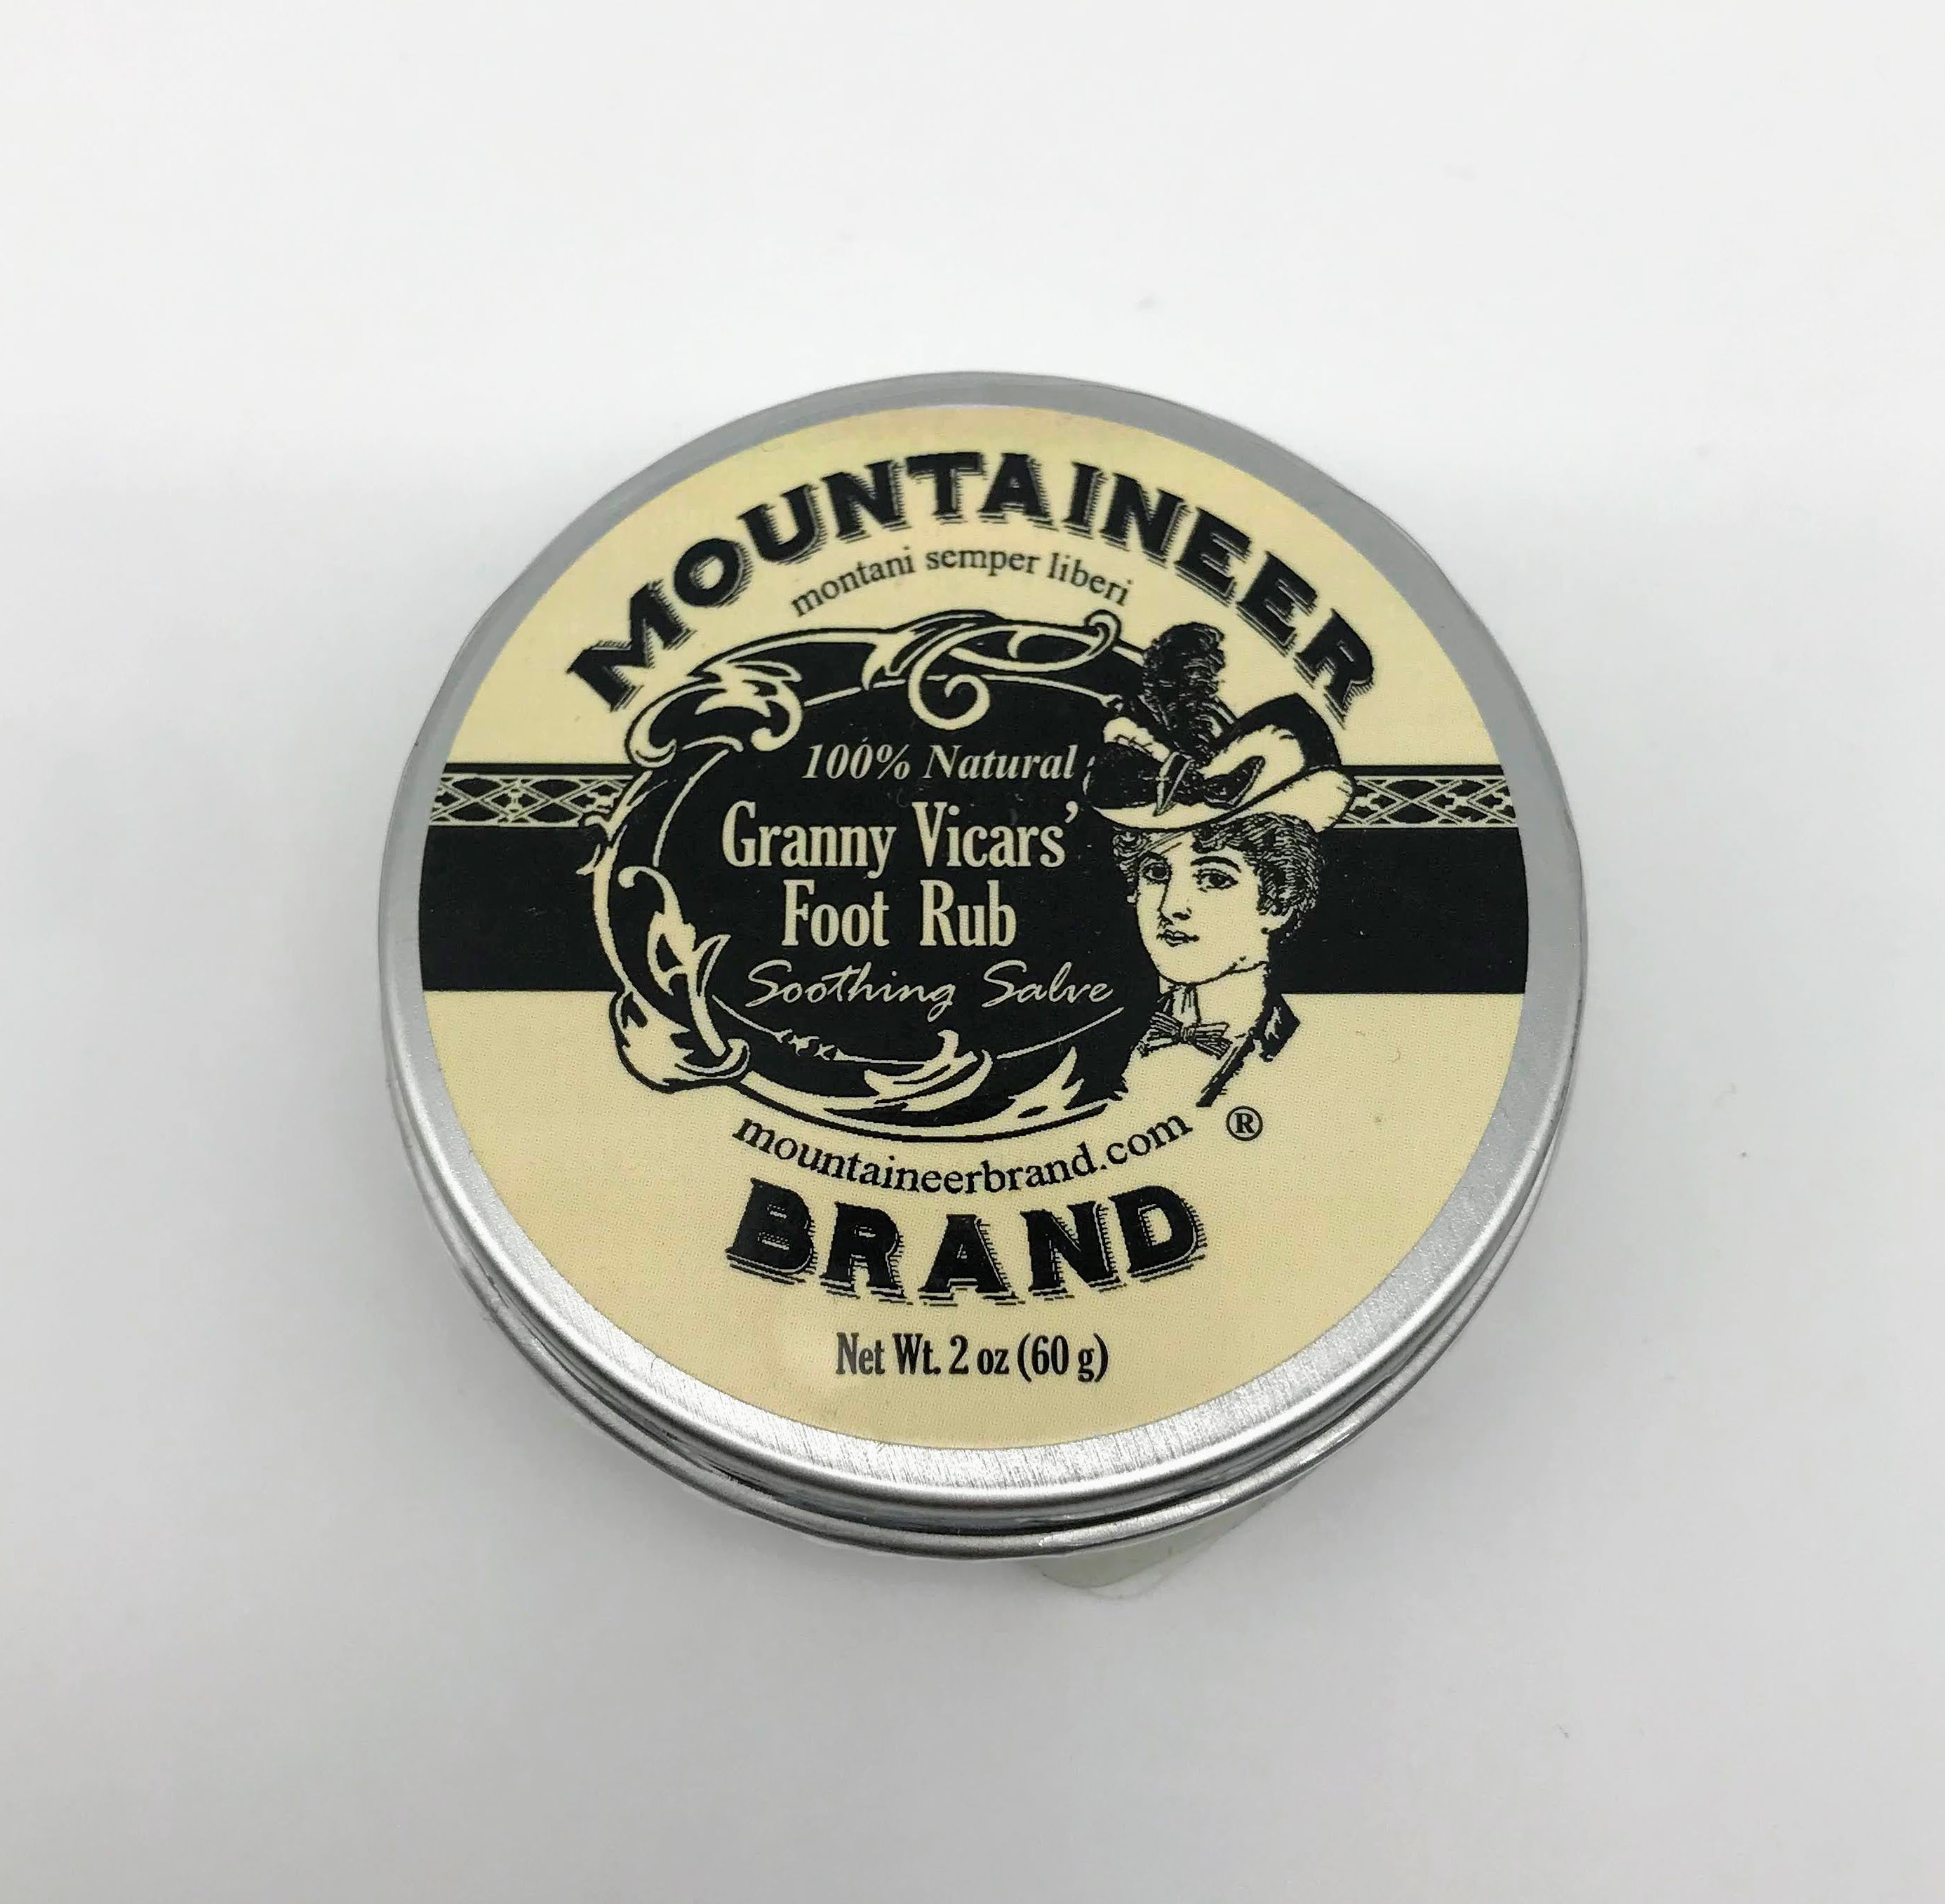 MOUNTAINEER
montani semper liberi
100% Natural
Granny Vicars'
Foot Rub
Soothing Salve
mountaineerbrand.com ®
BRAND
Net Wt. 2 oz (60 g)